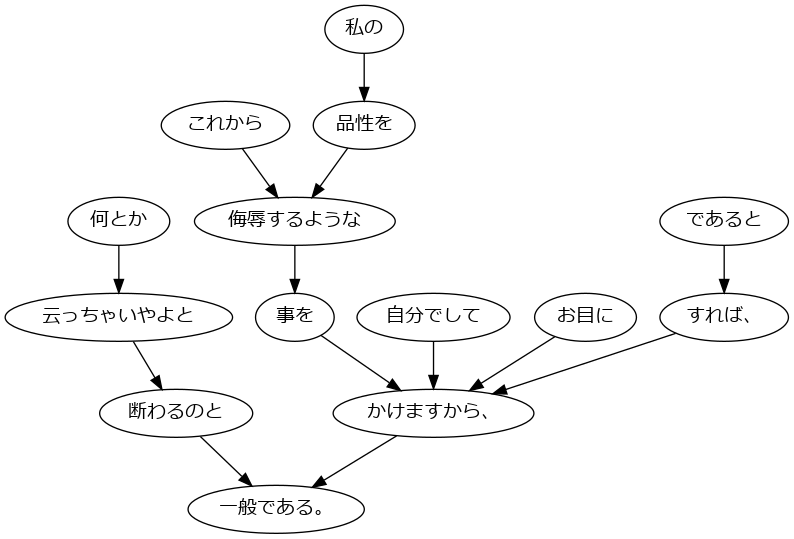 私の
これから
品性を
何とか
侮辱するような
であると
云っちゃいやよと
事を
自分でして
お目に
すれば、
断わるのと
かけますから、
一般である。